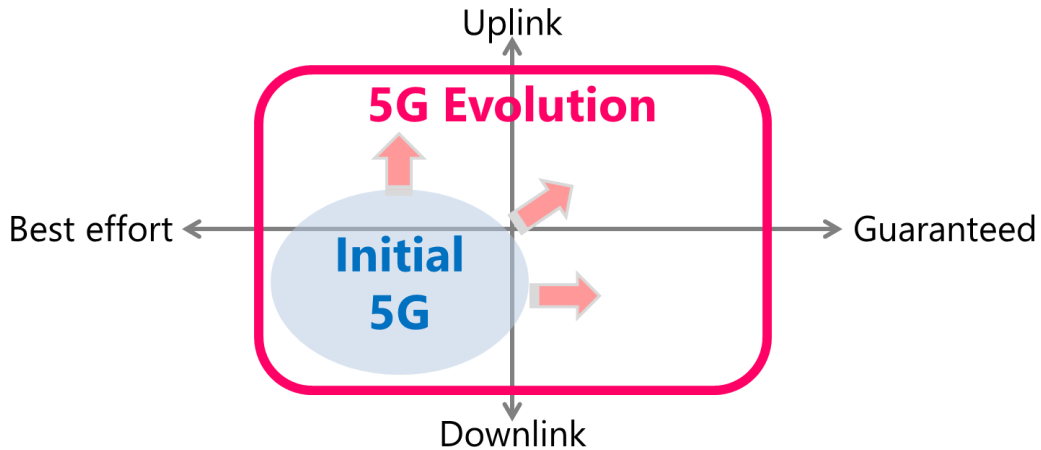 Uplink
5G Evolution
Best effort
Guaranteed
Initial
5G
Downlink